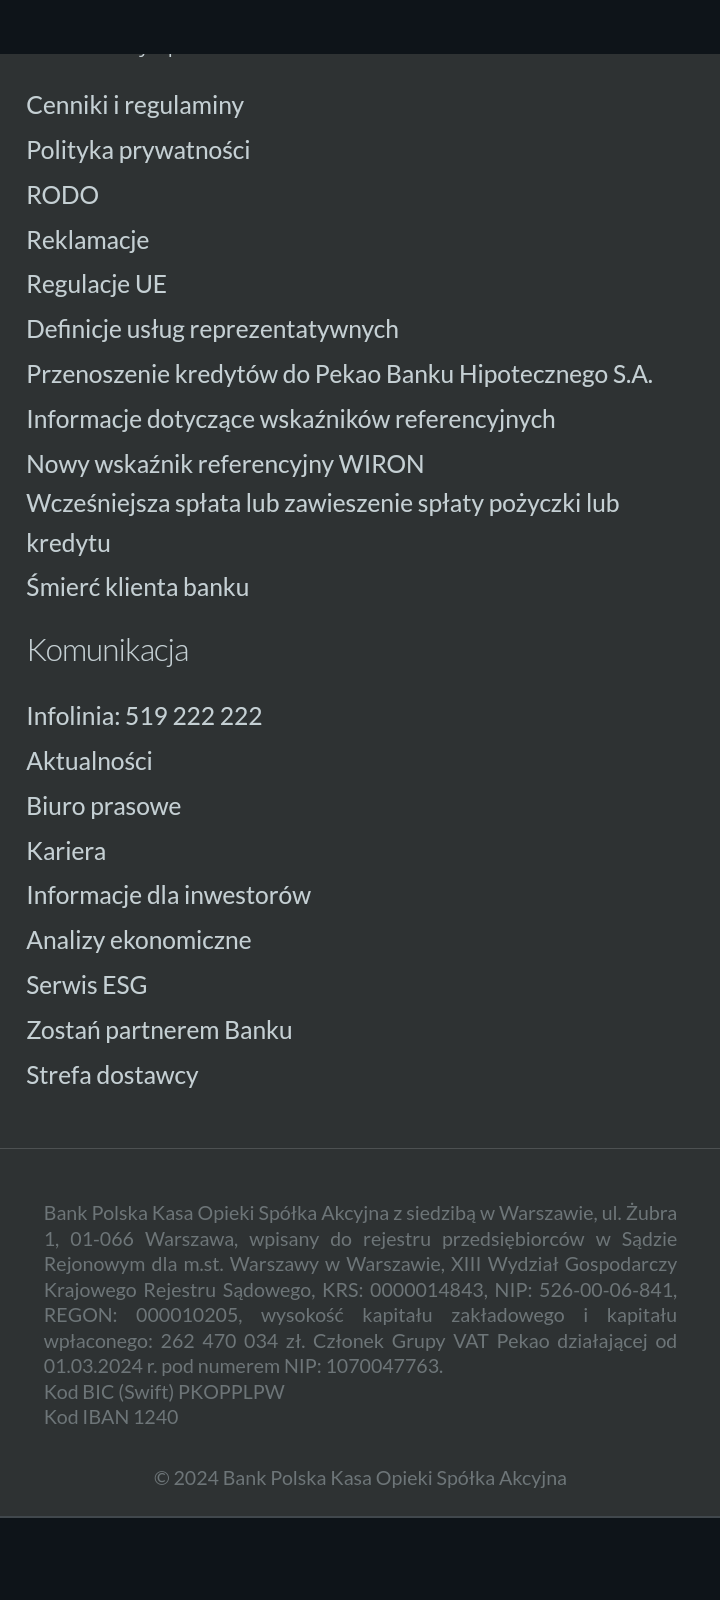 Cenniki i regulaminy
Polityka prywatności
RODO
Reklamacje
Regulacje UE
Definicje usług reprezentatywnych
Przenoszenie kredytów do Pekao Banku Hipotecznego S.A.
Informacje dotyczące wskaźników referencyjnych
Nowy wskaźnik referencyjny WIRON
Wcześniejsza spłata lub zawieszenie spłaty pożyczki lub
kredytu
Śmierć klienta banku
Komunikacja
Infolinia: 519 222 222
Aktualności
Biuro prasowe
Kariera
Informacje dla inwestorów
Analizy ekonomiczne
Serwis ESG
Zostań partnerem Banku
Strefa dostawcy
Bank Polska Kasa Opieki Spółka Akcyjna z siedzibą w Warszawie, ul. Żubra
1, 01-066 Warszawa, wpisany do rejestru przedsiębiorców w Sądzie
Rejonowym dla m.st. Warszawy w Warszawie, XIII Wydział Gospodarczy
Krajowego Rejestru Sądowego, KRS: 0000014843, NIP: 526-00-06-841,
REGON: 000010205, wysokość kapitału zakładowego i kapitału
wpłaconego: 262 470 034 zł. Członek Grupy VAT Pekao działającej od
01.03.2024 r. pod numerem NIP: 1070047763.
Kod BIC (Swift) PKOPPLPW
Kod IBAN 1240
© 2024 Bank Polska Kasa Opieki Spółka Akcyjna